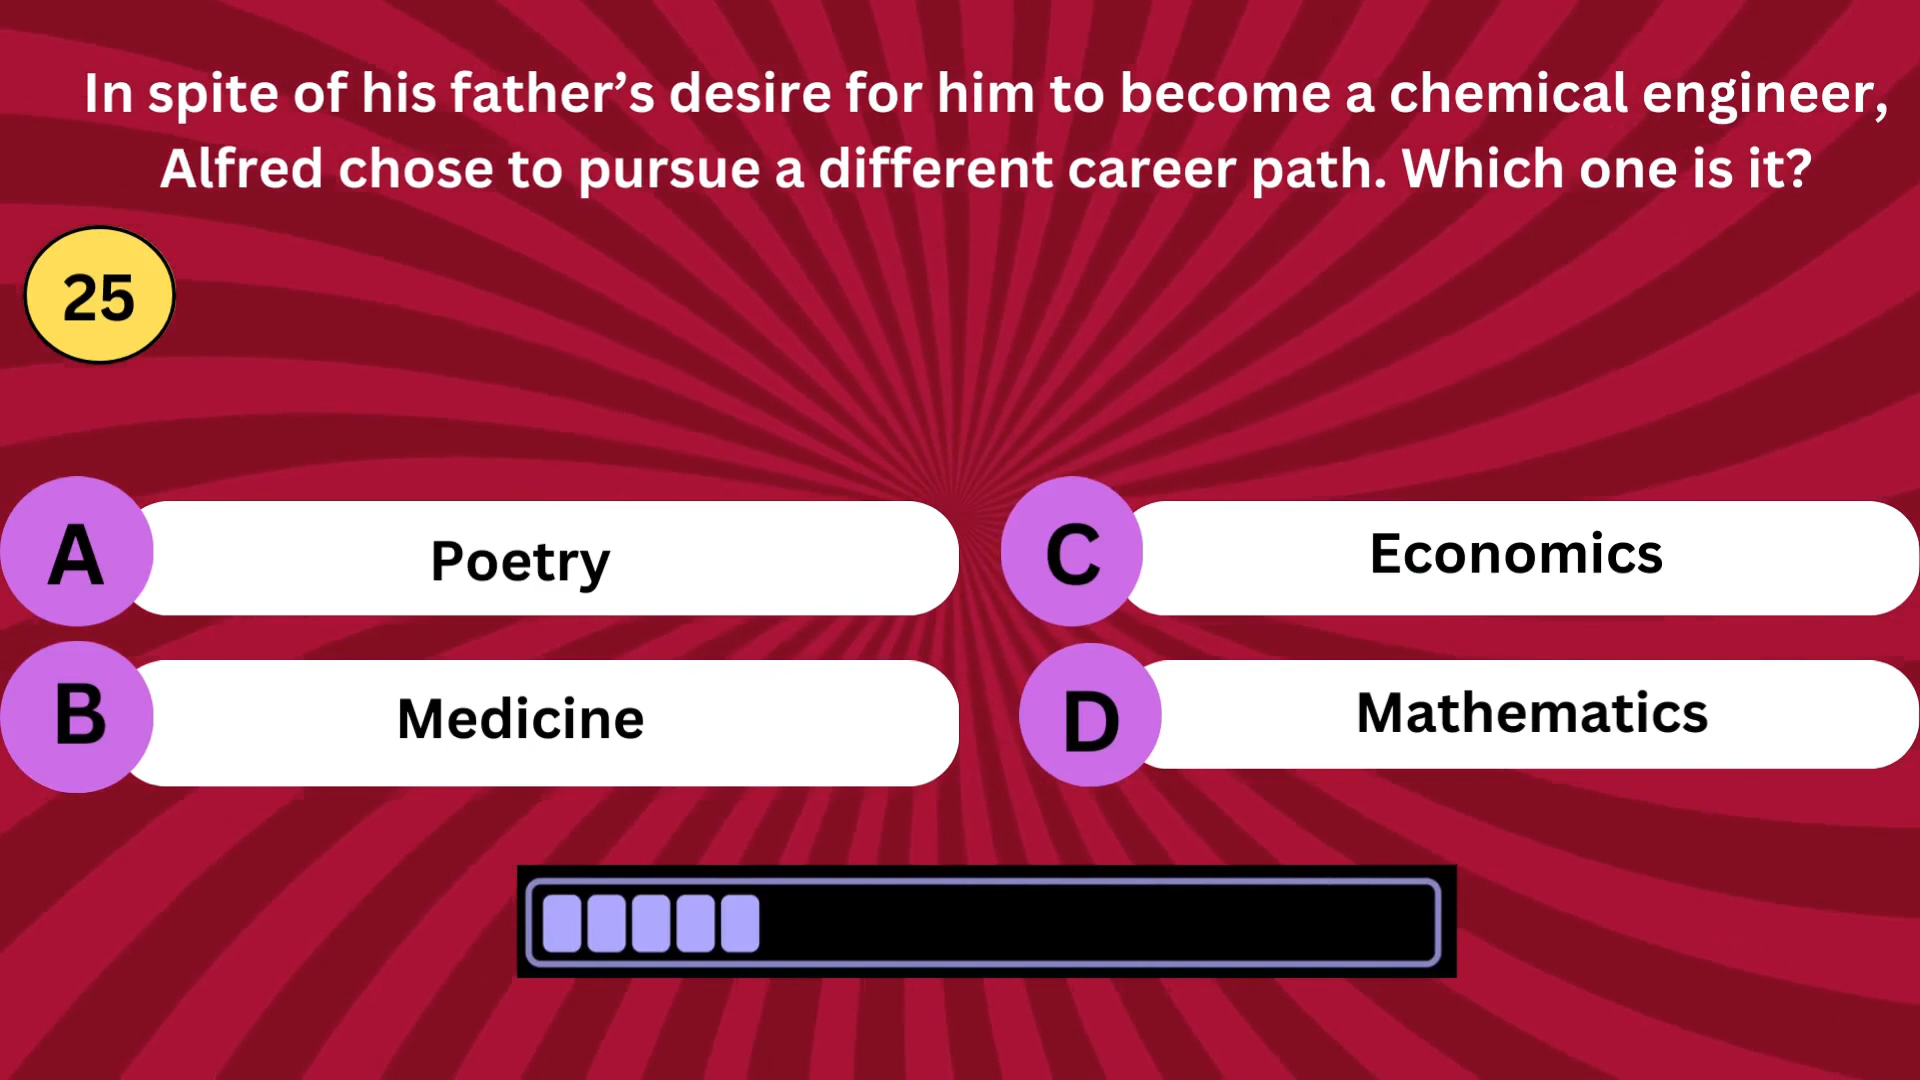 In spite of his father’s desire for him to become a chemical engineer,
Alfred chose to pursue a different career path. Which one is it?
25
A
Poetry
B
Medicine
C
Economics
D
Mathematics